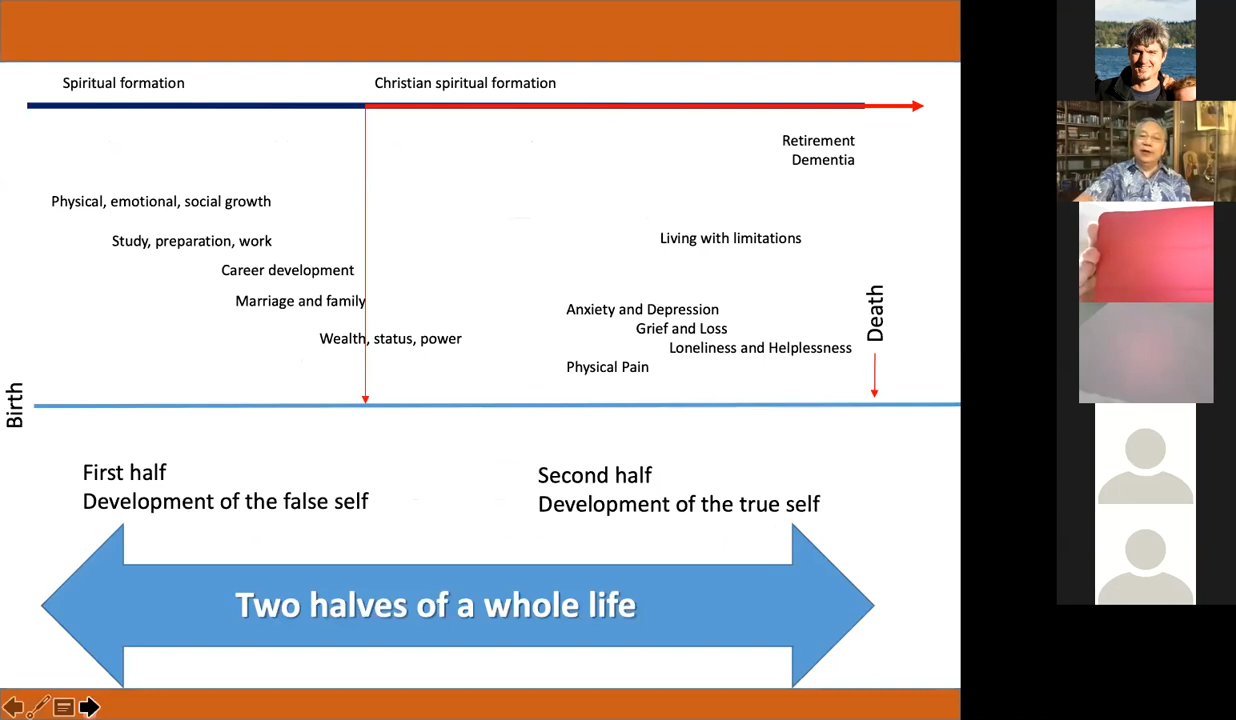 Spiritual formation
Christian spiritual formation
Retirement
Dementia
Physical, emotional, social growth
Study, preparation, work
Living with limitations
Career development
Marriage and family
Anxiety and Depression
Grief and Loss
Wealth, status, power
Loneliness and Helplessness
Physical Pain
Death
Birth
First half
Development of the false self
Second half
Development of the true self
Two halves of a whole life